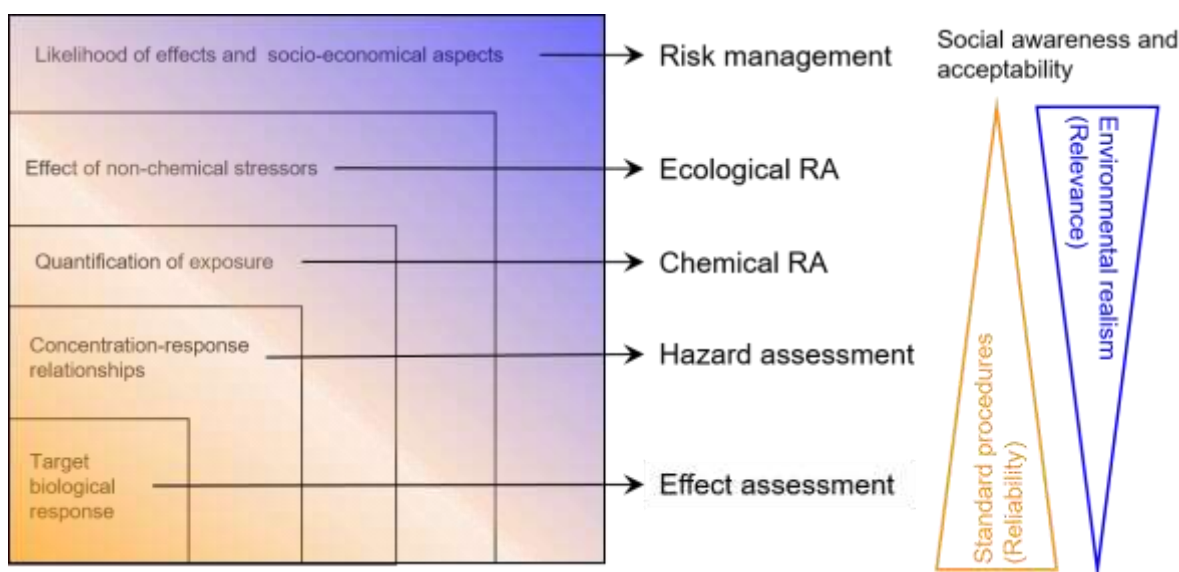 Likelihood of effects and socio-economical aspects
Risk management
Effect of non-chemical stressors
Ecological RA
Quantification of exposure
Chemical RA
Concentration-response
relationships
Hazard assessment
Target
biological
response
Effect assessment
Social awareness and
acceptability
Standard procedures
(Reliability)
Environmental realism
(Relevance)